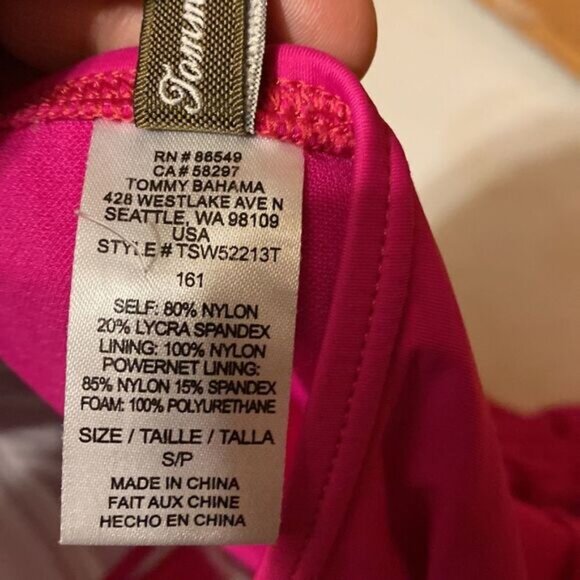 Tomm
RN # 86549
CA # 58297
TOMMY BAHAMA
428 WESTLAKE AVE N
SEATTLE, WA 98109
USA
STYLE # TSW52213T
161
SELF: 80% NYLON
20% LYCRA SPANDEX
LINING: 100% NYLON
POWERNET LINING:
85% NYLON 15% SPANDEX
FOAM: 100% POLYURETHANE
SIZE / TAILLE / TALLA
S/P
MADE IN CHINA
FAIT AUX CHINE
HECHO EN CHINA